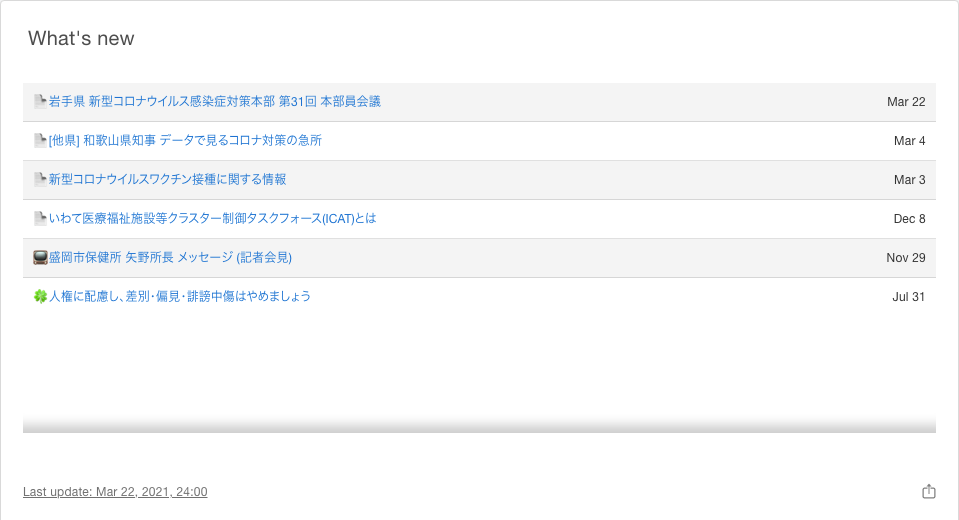 What's new
岩手県 新型コロナウイルス感染症対策本部 第31回 本部員会議 Mar 22
[他県] 和歌山県知事 データで見るコロナ対策の急所 Mar 4
新型コロナウイルスワクチン接種に関する情報 Mar 3
いわて医療福祉施設等クラスター制御タスクフォース(ICAT)とは Dec 8
盛岡市保健所 矢野所長 メッセージ (記者会見) Nov 29
人権に配慮し、差別・偏見・誹謗中傷はやめましょう Jul 31
Last update: Mar 22, 2021, 24:00